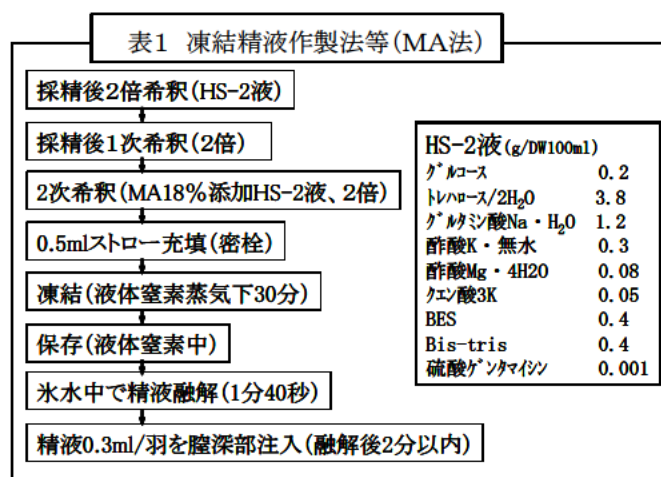 表1 凍結精液作製法等(MA法)
採精後2倍希釈(HS-2液)
採精後1次希釈(2倍)
2次希釈(MA18%添加HS-2液、2倍)
0.5mlストロー充填(密栓)
凍結(液体窒素蒸気下30分)
保存(液体窒素中)
氷水中で精液融解(1分40秒)
精液0.3ml/羽を膣深部注入(融解後2分以内)
HS-2液(g/DW100ml)
グルコース 0.2
トレハロース/2H₂O 3.8
グルタミン酸Na・H₂O 1.2
酢酸K・無水 0.3
酢酸Mg・4H2O 0.08
クエン酸3K 0.05
BES 0.4
Bis-tris 0.4
硫酸ゲンタマイシン 0.001